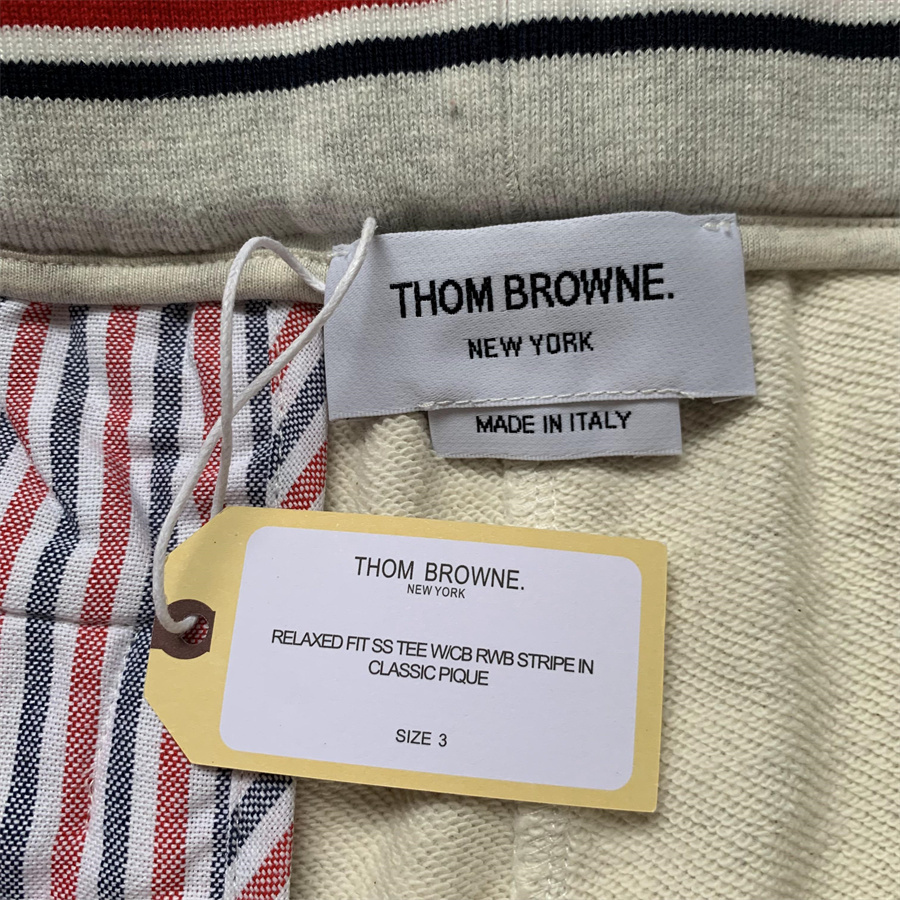 THOM BROWNE.
NEW YORK
MADE IN ITALY
THOM BROWNE.
NEW YORK
RELAXED FIT SS TEE W/CB RWB STRIPE IN
CLASSIC PIQUE
SIZE 3